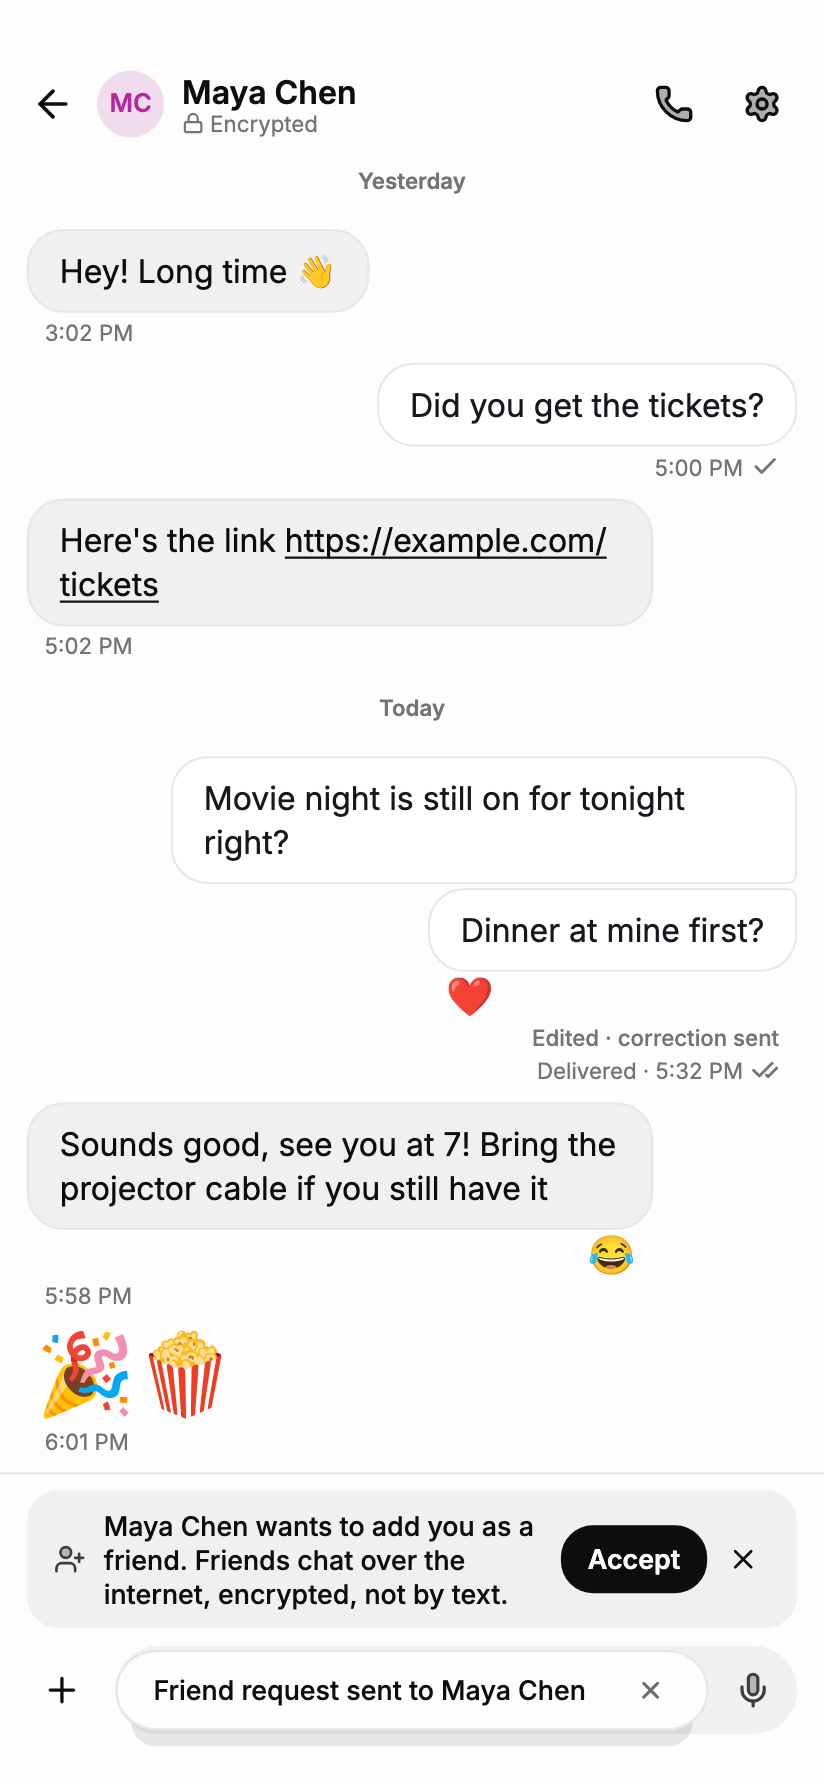 MC
Maya Chen
Encrypted
Yesterday
Hey! Long time 👋
3:02 PM
Did you get the tickets?
5:00 PM
Here's the link https://example.com/
tickets
5:02 PM
Today
Movie night is still on for tonight
right?
Dinner at mine first?
❤️
Edited · correction sent
Delivered · 5:32 PM
Sounds good, see you at 7! Bring the
projector cable if you still have it
😂
5:58 PM
🎉🍿
6:01 PM
Maya Chen wants to add you as a
friend. Friends chat over the
internet, encrypted, not by text.
Accept
Friend request sent to Maya Chen